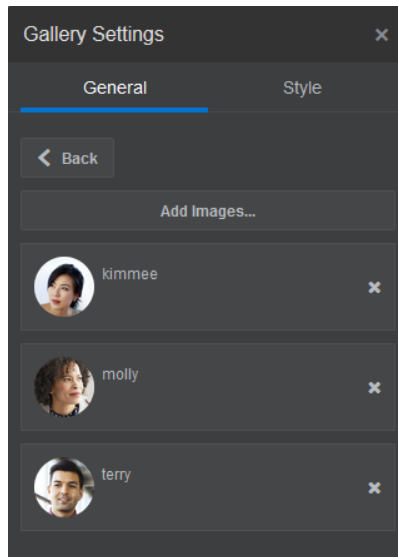 Gallery Settings
General
Style
Back
Add Images...
kimmee
molly
terry